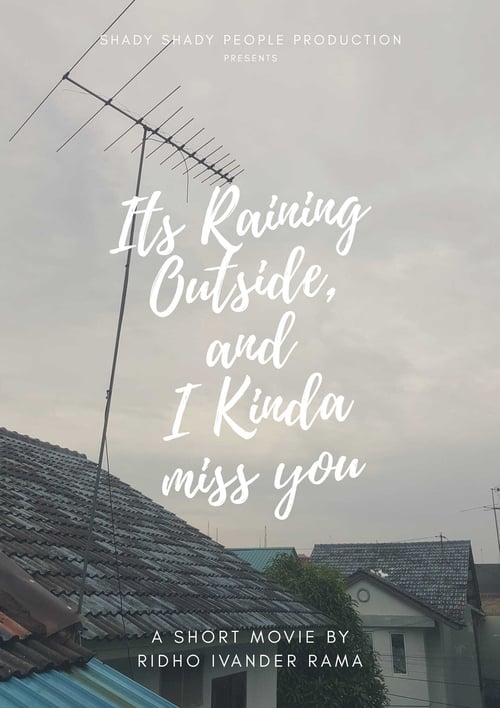 SHADY SHADY PEOPLE PRODUCTION
PRESENTS
Its Raining
Outside,
and
I Kinda
miss you
A SHORT MOVIE BY
RIDHO IVANDER RAMA